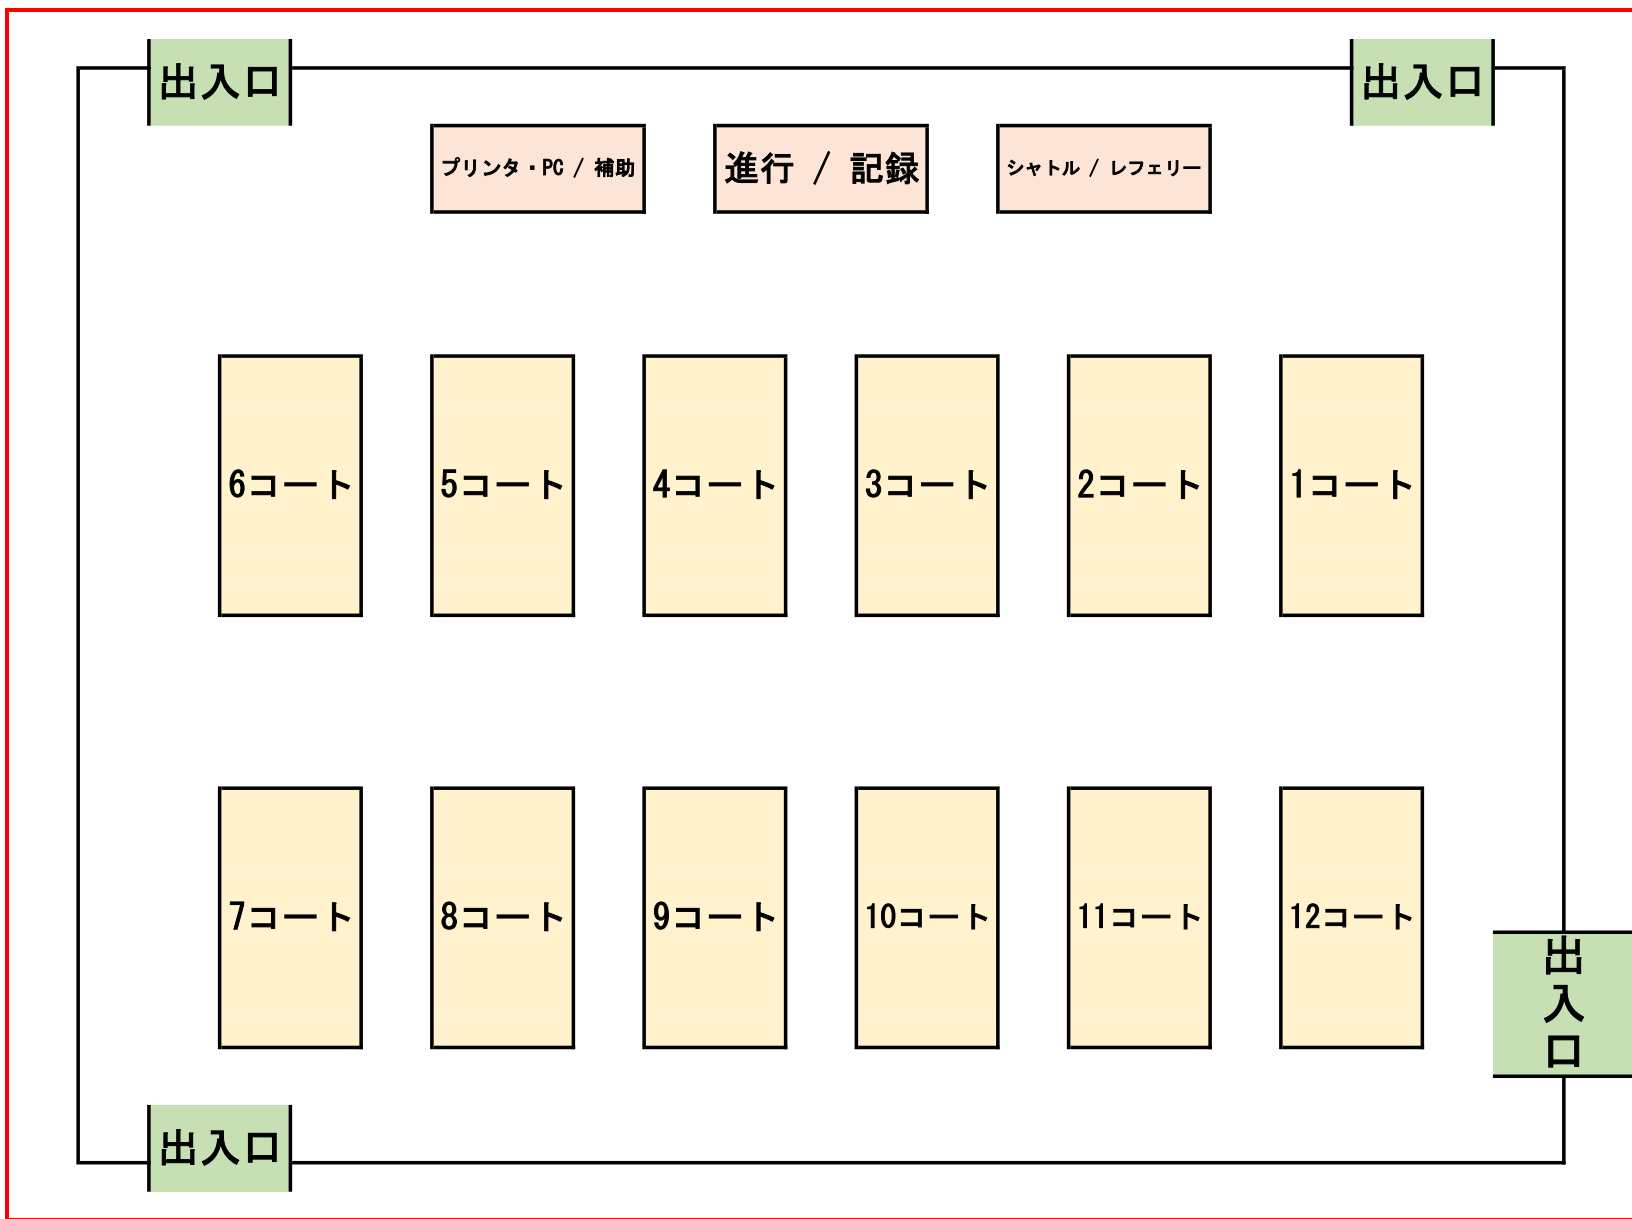 出入口
出入口
プリンタ・PC / 補助
進行 / 記録
シャトル / レフェリー
6コート
5コート
4コート
3コート
2コート
1コート
7コート
8コート
9コート
10コート
11コート
12コート
出入口
出入口